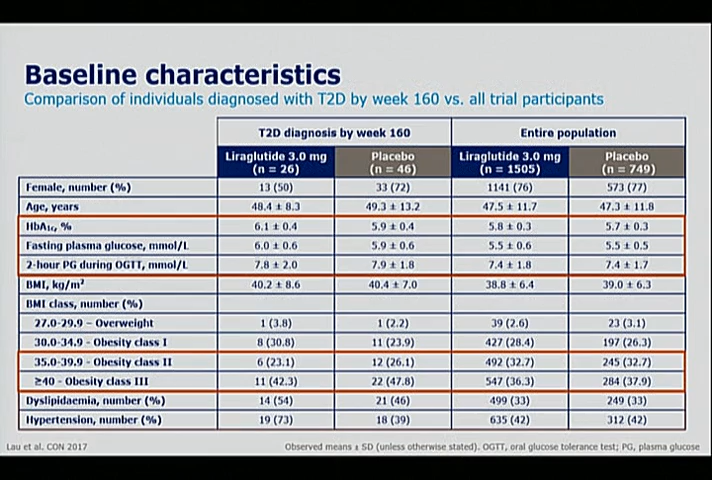 Baseline characteristics
Comparison of individuals diagnosed with T2D by week 160 vs. all trial participants
T2D diagnosis by week 160 Entire population
Liraglutide 3.0 mg (n = 26) Placebo (n = 46) Liraglutide 3.0 mg (n = 1505) Placebo (n = 749)
Female, number (%) 13 (50) 33 (72) 1141 (76) 573 (77)
Age, years 48.4 ± 8.3 49.3 ± 13.2 47.5 ± 11.7 47.3 ± 11.8
HbA1c, % 6.1 ± 0.4 5.9 ± 0.4 5.8 ± 0.3 5.7 ± 0.3
Fasting plasma glucose, mmol/L 6.0 ± 0.6 5.9 ± 0.6 5.5 ± 0.6 5.5 ± 0.5
2-hour PG during OGTT, mmol/L 7.8 ± 2.0 7.9 ± 1.8 7.4 ± 1.8 7.4 ± 1.7
BMI, kg/m² 40.2 ± 8.6 40.4 ± 7.0 38.8 ± 6.4 39.0 ± 6.3
BMI class, number (%)
27.0-29.9 – Overweight 1 (3.8) 1 (2.2) 39 (2.6) 23 (3.1)
30.0-34.9 - Obesity class I 8 (30.8) 11 (23.9) 427 (28.4) 197 (26.3)
35.0-39.9 - Obesity class II 6 (23.1) 12 (26.1) 492 (32.7) 245 (32.7)
≥40 - Obesity class III 11 (42.3) 22 (47.8) 547 (36.3) 284 (37.9)
Dyslipidaemia, number (%) 14 (54) 21 (46) 499 (33) 249 (33)
Hypertension, number (%) 19 (73) 18 (39) 635 (42) 312 (42)
Lau et al. CON 2017 Observed means ± SD (unless otherwise stated). OGTT, oral glucose tolerance test; PG, plasma glucose